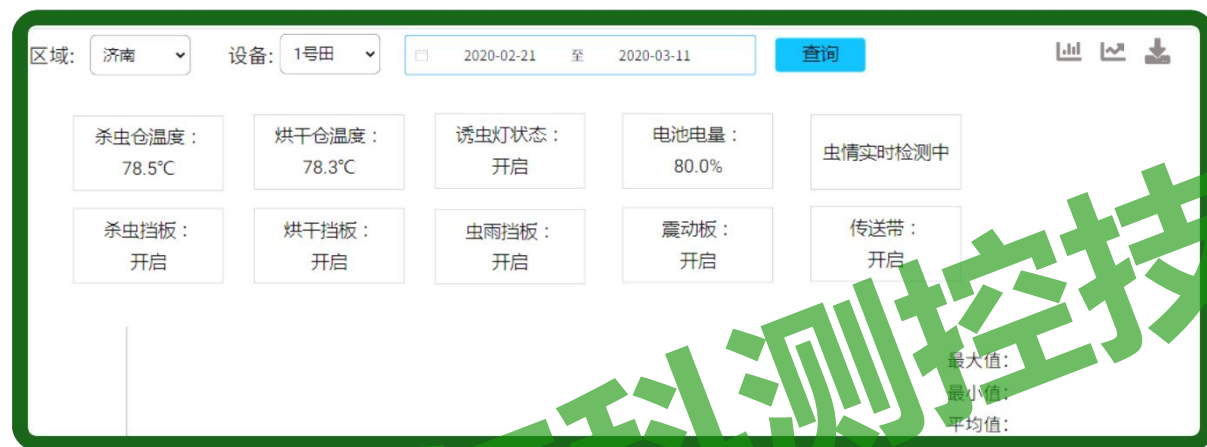 区域: 济南 设备: 1号田 2020-02-21 至 2020-03-11 查询
杀虫仓温度： 烘干仓温度： 诱虫灯状态： 电池电量： 虫情实时检测中
78.5℃ 78.3℃ 开启 80.0%
杀虫挡板： 烘干挡板： 虫雨挡板： 震动板： 传送带：
开启 开启 开启 开启 开启
最大值:
最小值:
平均值:
科测控技